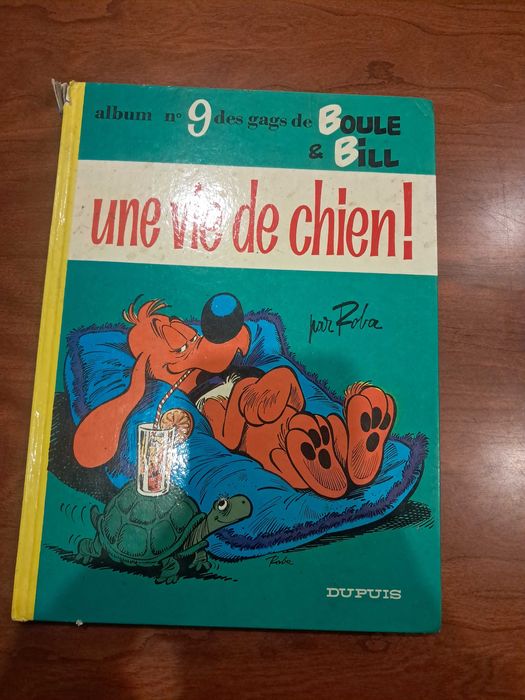 album n° 9 des gags de BOULE
& BILL
une vie de chien!
par Roba
Roba
DUPUIS